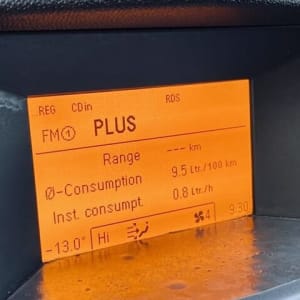 REG CD in RDS
FM① PLUS
Range --- km
Ø-Consumption 9.5 Ltr./100 km
Inst. consumpt. 0.8 Ltr./h
-13.0° Hi 4 9:30